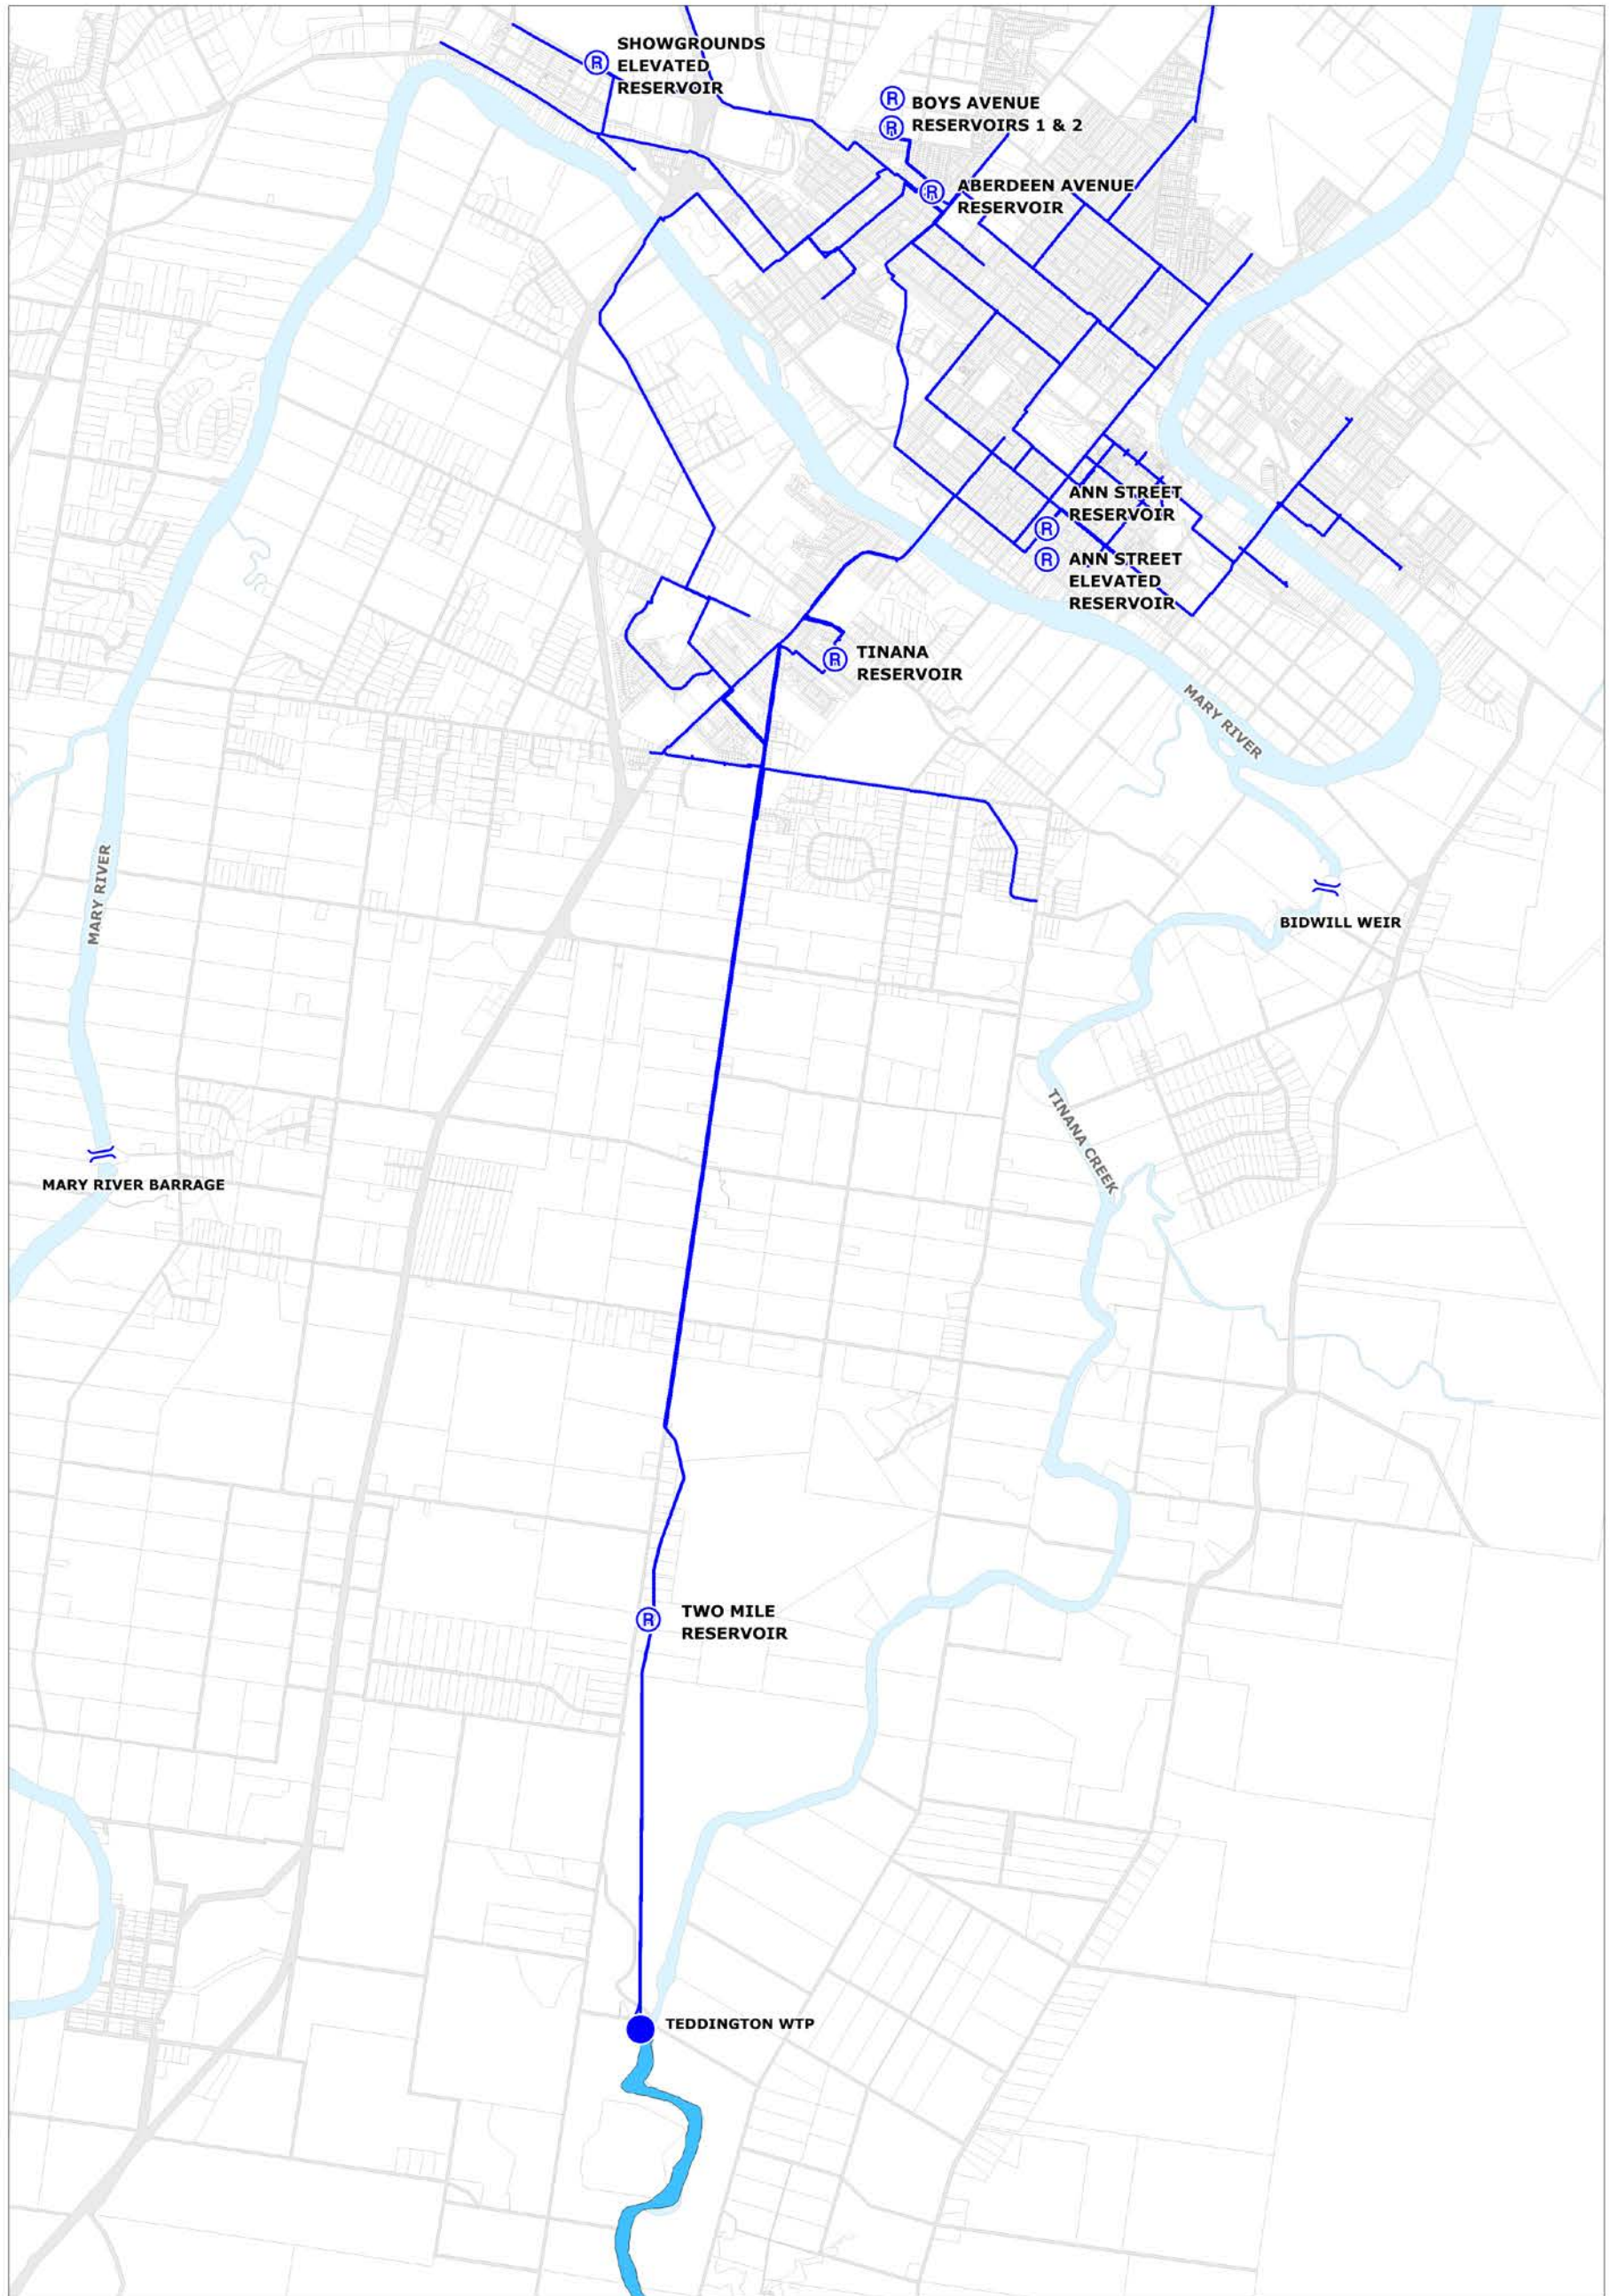 SHOWGROUNDS
ELEVATED
RESERVOIR
R
R
BOYS AVENUE
R
RESERVOIRS 1 & 2
R
ABERDEEN AVENUE
RESERVOIR
ANN STREET
RESERVOIR
R
R
ANN STREET
ELEVATED
RESERVOIR
R
TINANA
RESERVOIR
MARY RIVER
MARY RIVER
BIDWILL WEIR
TINANA CREEK
MARY RIVER BARRAGE
R
TWO MILE
RESERVOIR
TEDDINGTON WTP